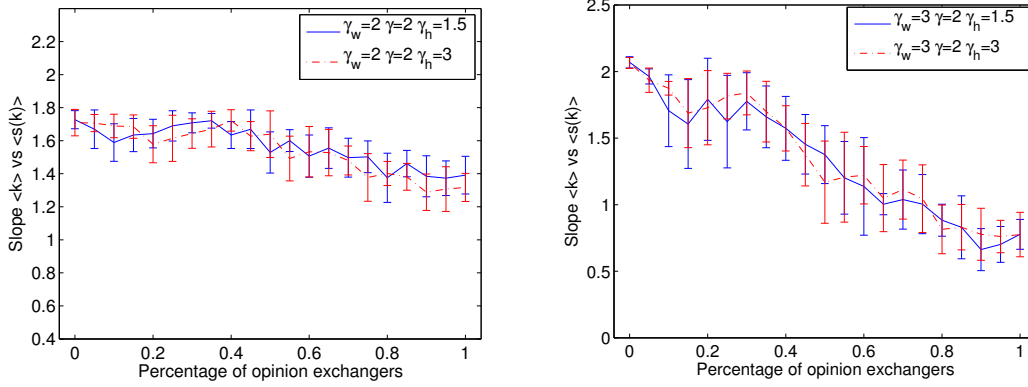 γw=2 γ=2 γh=1.5
γw=2 γ=2 γh=3
Slope <k> vs <s(k)>
2.2
2
1.8
1.6
1.4
1.2
1
0.8
0.6
0.4
0 0.2 0.4 0.6 0.8 1
Percentage of opinion exchangers
γw=3 γ=2 γh=1.5
γw=3 γ=2 γh=3
Slope <k> vs <s(k)>
2.5
2
1.5
1
0.5
0
0 0.2 0.4 0.6 0.8 1
Percentage of opinion exchangers